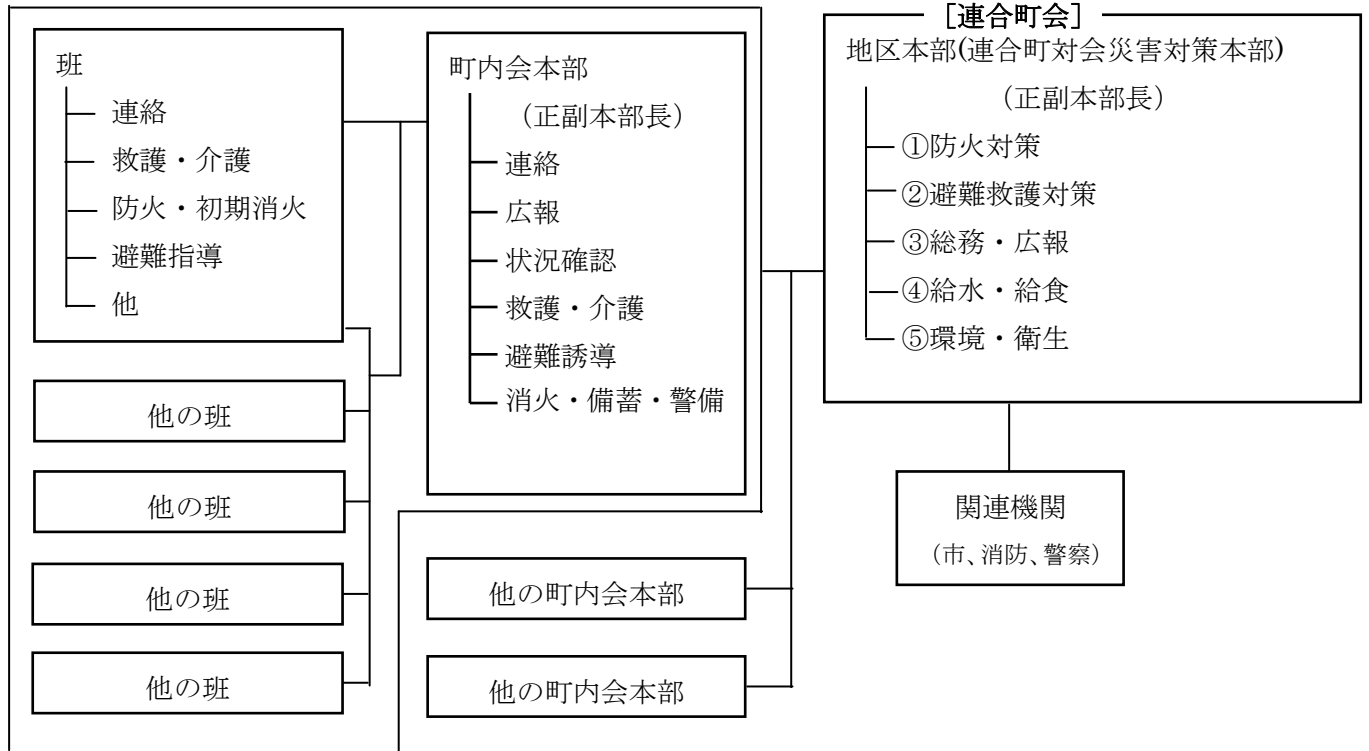 班
連絡
救護・介護
防火・初期消火
避難指導
他
他の班
他の班
他の班
他の班
町内会本部
（正副本部長）
連絡
広報
状況確認
救護・介護
避難誘導
消火・備蓄・警備
他の町内会本部
他の町内会本部
［連合町会］
地区本部(連合町対会災害対策本部)
（正副本部長）
①防火対策
②避難救護対策
③総務・広報
④給水・給食
⑤環境・衛生
関連機関
（市、消防、警察）